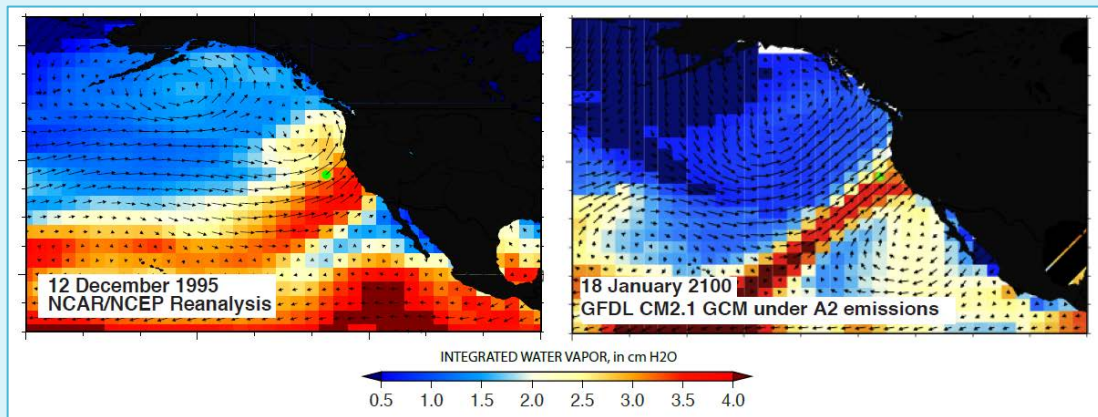 12 December 1995
NCAR/NCEP Reanalysis
18 January 2100
GFDL CM2.1 GCM under A2 emissions
INTEGRATED WATER VAPOR, in cm H2O
0.5 1.0 1.5 2.0 2.5 3.0 3.5 4.0